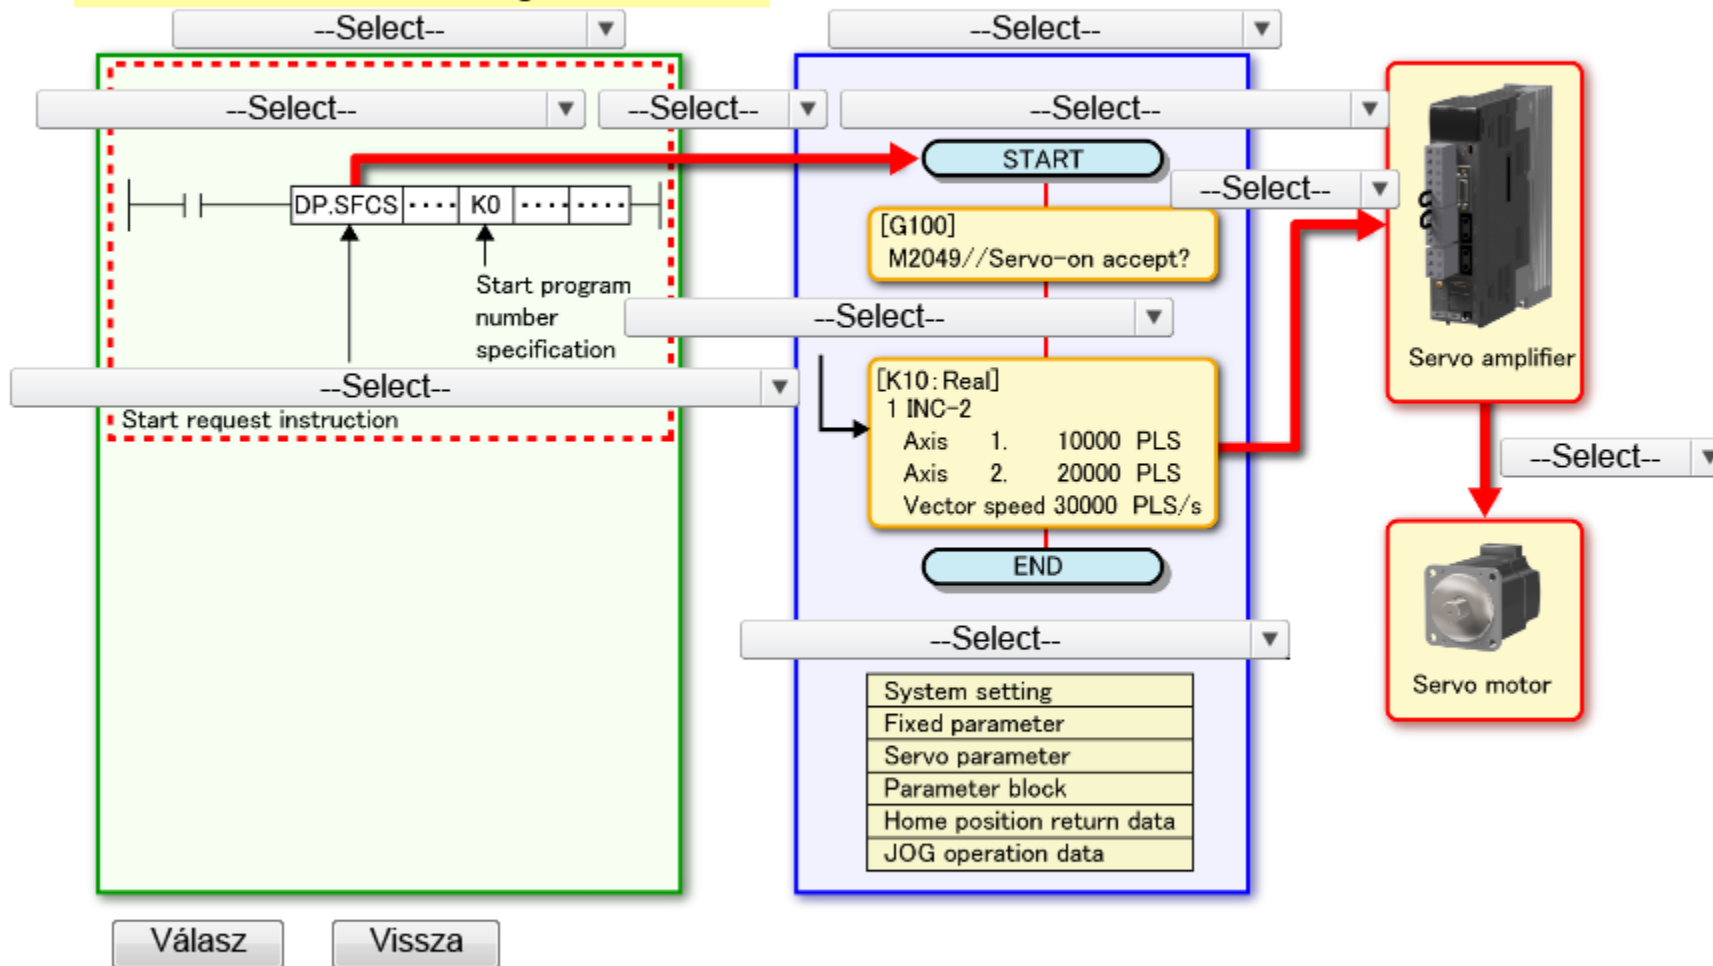 --Select--
--Select--
--Select--
--Select--
--Select--
START
--Select--
DP.SFCS
····
K0
····
····
[G100]
M2049//Servo-on accept?
Start program
number
specification
--Select--
Servo amplifier
--Select--
[K10:Real]
1 INC-2
Axis 1. 10000 PLS
Axis 2. 20000 PLS
Vector speed 30000 PLS/s
Start request instruction
--Select--
END
--Select--
System setting
Fixed parameter
Servo parameter
Parameter block
Home position return data
JOG operation data
Servo motor
Válasz
Vissza